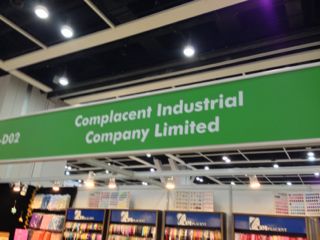 -D02
Complacent Industrial
Company Limited